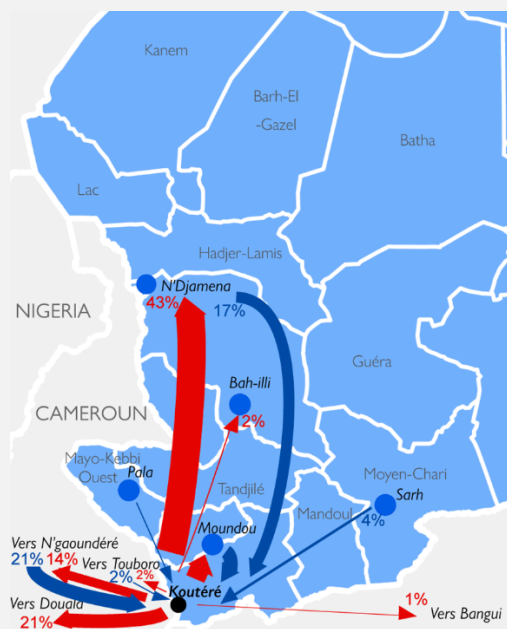 Kanem
Barh-El
-Gazel
Batha
Lac
Hadjer-Lamis
N'Djamena
43%
17%
NIGERIA
Guéra
Bah-illi
2%
CAMEROUN
Mayo-Kebbi
Ouest
Pala
Tandjilé
Moyen-Chari
Sarh
Mandoul
4%
Moundou
Vers N'gaoundéré
21%
14%
Vers Touboro
2%
2%
Koutéré
Vers Douala
21%
1%
Vers Bangui